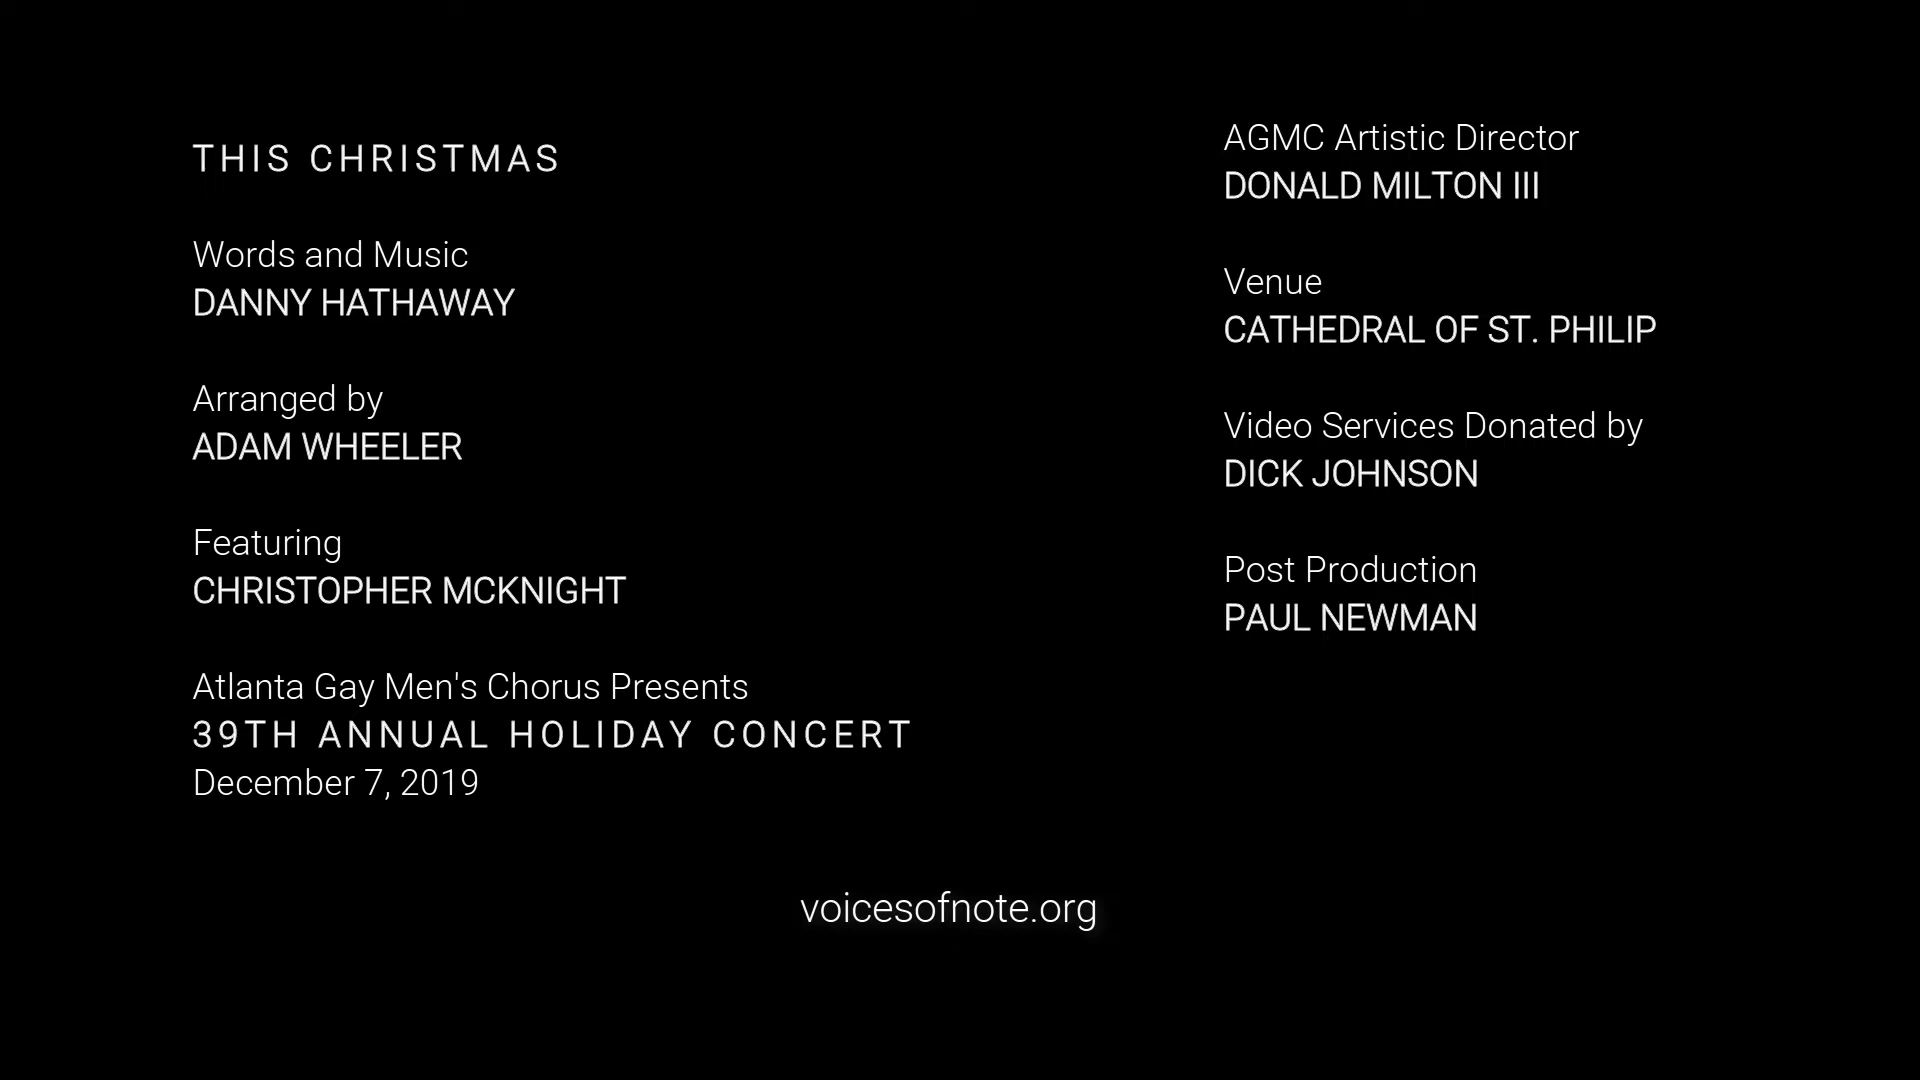 THIS CHRISTMAS
Words and Music
DANNY HATHAWAY
Arranged by
ADAM WHEELER
Featuring
CHRISTOPHER MCKNIGHT
Atlanta Gay Men's Chorus Presents
39TH ANNUAL HOLIDAY CONCERT
December 7, 2019
AGMC Artistic Director
DONALD MILTON III
Venue
CATHEDRAL OF ST. PHILIP
Video Services Donated by
DICK JOHNSON
Post Production
PAUL NEWMAN
voicesofnote.org